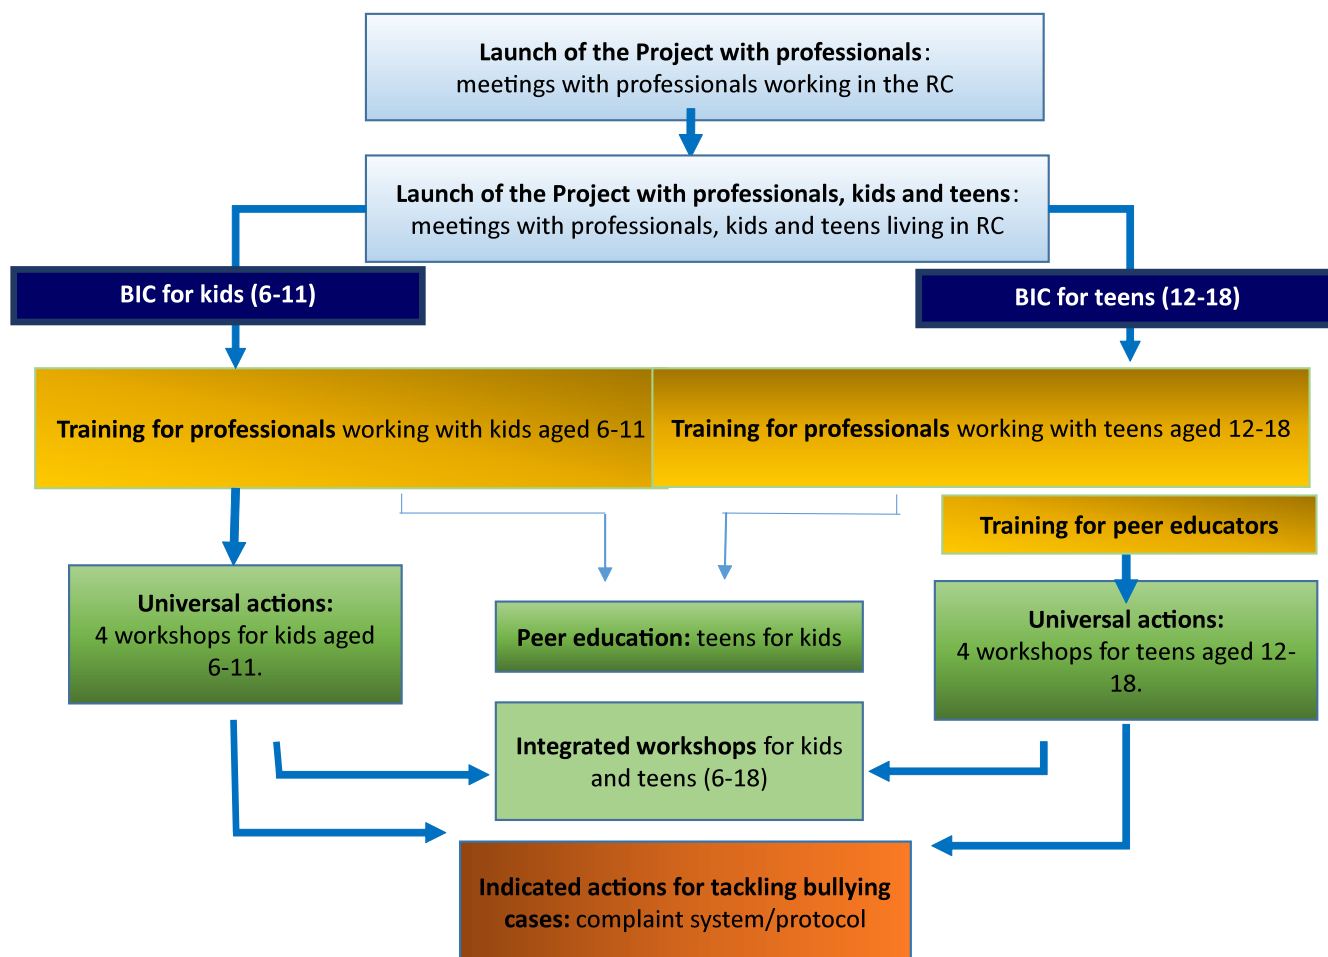 Launch of the Project with professionals:
meetings with professionals working in the RC
Launch of the Project with professionals, kids and teens:
meetings with professionals, kids and teens living in RC
BIC for kids (6-11)
BIC for teens (12-18)
Training for professionals working with kids aged 6-11
Training for professionals working with teens aged 12-18
Training for peer educators
Universal actions:
4 workshops for kids aged
6-11.
Peer education: teens for kids
Universal actions:
4 workshops for teens aged 12-
18.
Integrated workshops for kids
and teens (6-18)
Indicated actions for tackling bullying
cases: complaint system/protocol